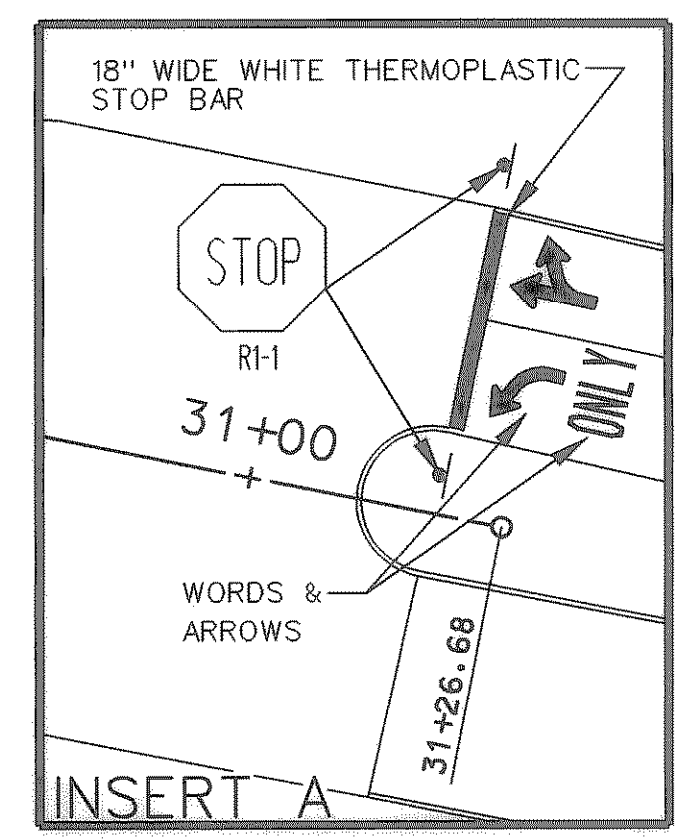 18" WIDE WHITE THERMOPLASTIC
STOP BAR
STOP
R1-1
ONLY
31+00
WORDS &
ARROWS
31+26.68
INSERT A